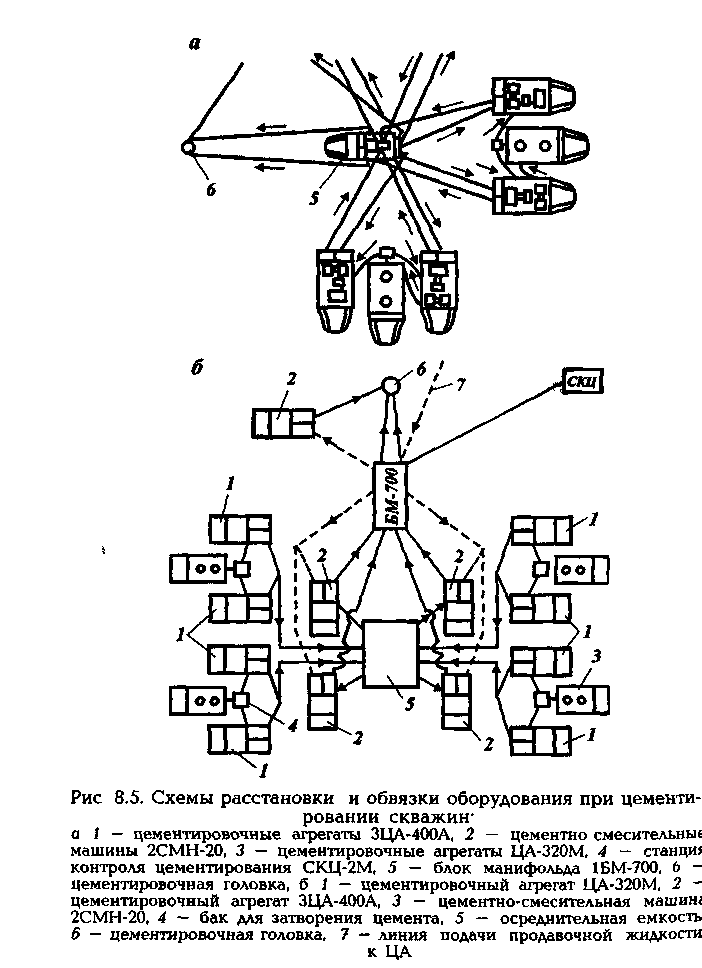 а
6
5
б
2
6
7
СКЦ
БМ-700
1
1
2
2
1
1
3
4
5
2
2
1
1
Рис 8.5. Схемы расстановки и обвязки оборудования при цементи-
ровании скважин·
а 1 — цементировочные агрегаты ЗЦА-400А, 2 — цементно смесительные
машины 2СМН-20, 3 — цементировочные агрегаты ЦА-320М, 4 — станция
контроля цементирования СКЦ-2М, 5 — блок манифольда 1БМ-700, 6 —
цементировочная головка, б 1 — цементировочный агрегат ЦА-320М, 2 —
цементировочный агрегат ЗЦА-400А, 3 — цементно-смесительная машина
2СМН-20, 4 — бак для затворения цемента, 5 — осреднительная емкость
6 — цементировочная головка, 7 — линия подачи продавочной жидкости
к ЦА